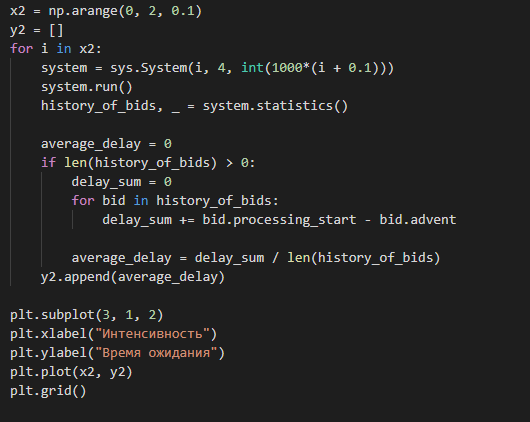 x2 = np.arange(0, 2, 0.1)
y2 = []
for i in x2:
    system = sys.System(i, 4, int(1000*(i + 0.1)))
    system.run()
    history_of_bids, _ = system.statistics()

    average_delay = 0
    if len(history_of_bids) > 0:
        delay_sum = 0
        for bid in history_of_bids:
            delay_sum += bid.processing_start - bid.advent

        average_delay = delay_sum / len(history_of_bids)
    y2.append(average_delay)

plt.subplot(3, 1, 2)
plt.xlabel("Интенсивность")
plt.ylabel("Время ожидания")
plt.plot(x2, y2)
plt.grid()